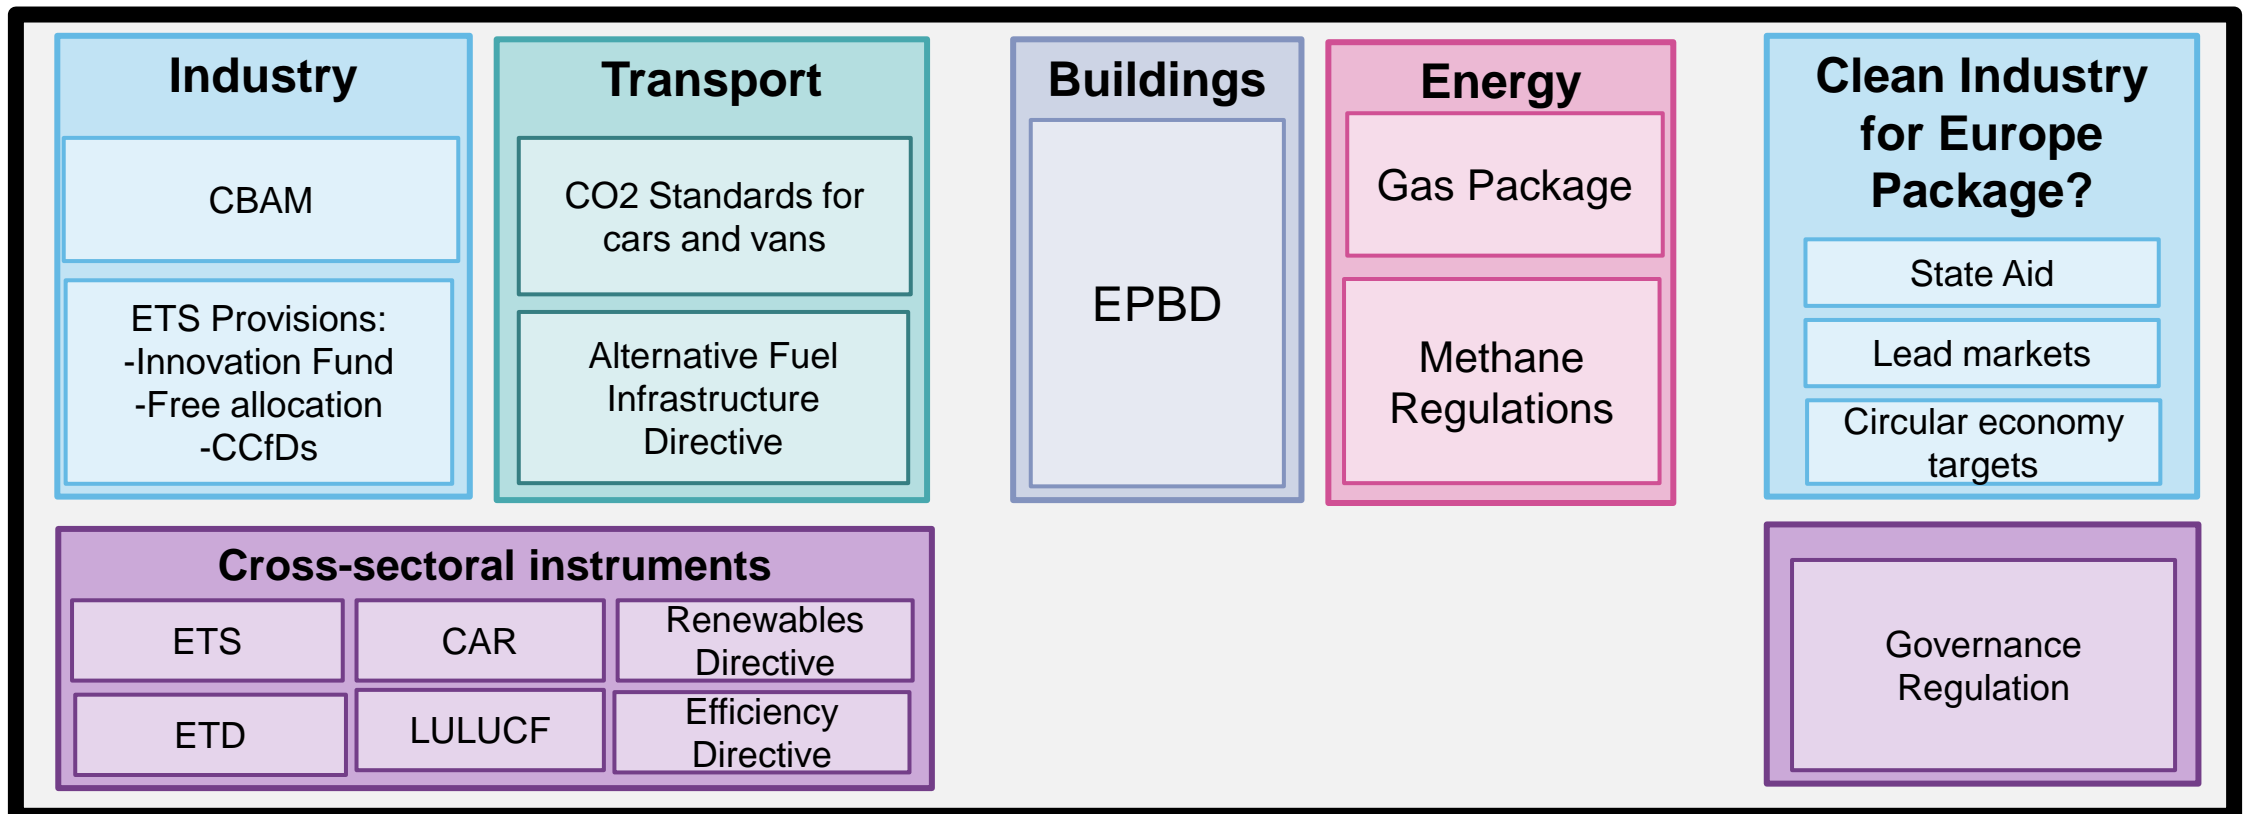 Industry
CBAM
ETS Provisions:
-Innovation Fund
-Free allocation
-CCfDs
Transport
CO2 Standards for
cars and vans
Alternative Fuel
Infrastructure
Directive
Buildings
EPBD
Energy
Gas Package
Methane
Regulations
Clean Industry
for Europe
Package?
State Aid
Lead markets
Circular economy
targets
Cross-sectoral instruments
ETS
CAR
Renewables
Directive
ETD
LULUCF
Efficiency
Directive
Governance
Regulation